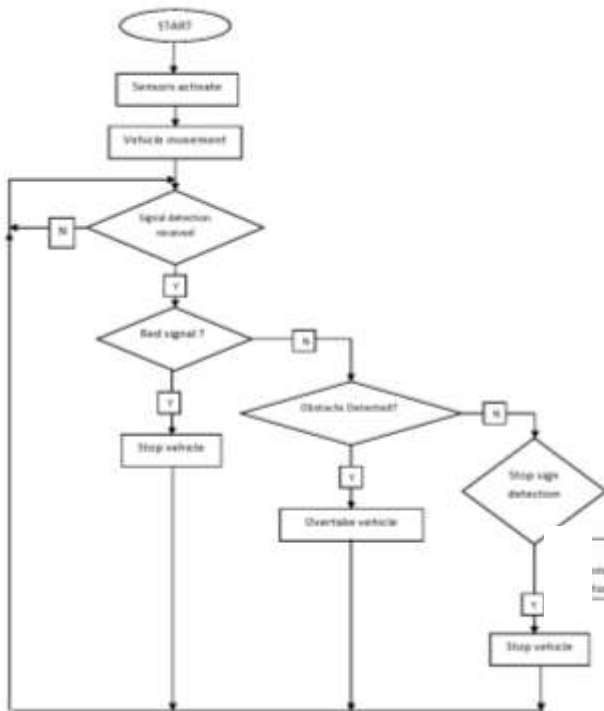 START
Sensors activate
Vehicle movement
Signal detection
received
N
Y
Red signal ?
N
Y
Obstacle Detected?
N
Stop vehicle
Y
Stop sign
detection
Overtake vehicle
Y
Stop vehicle